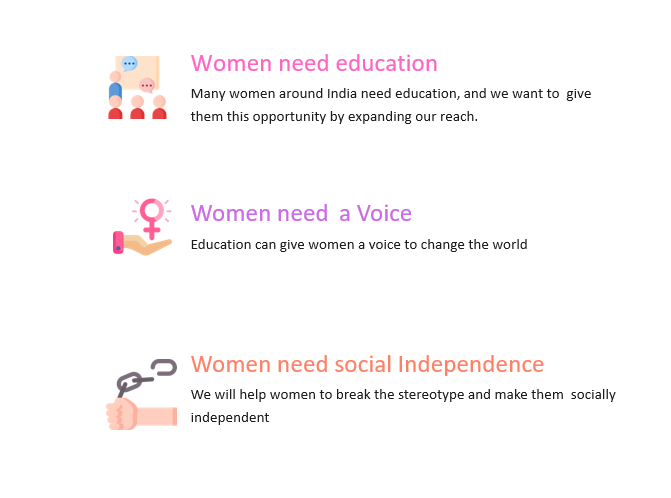 Women need education
Many women around India need education, and we want to  give
them this opportunity by expanding our reach.
Women need  a Voice
Education can give women a voice to change the world
Women need social Independence
We will help women to break the stereotype and make them  socially
independent